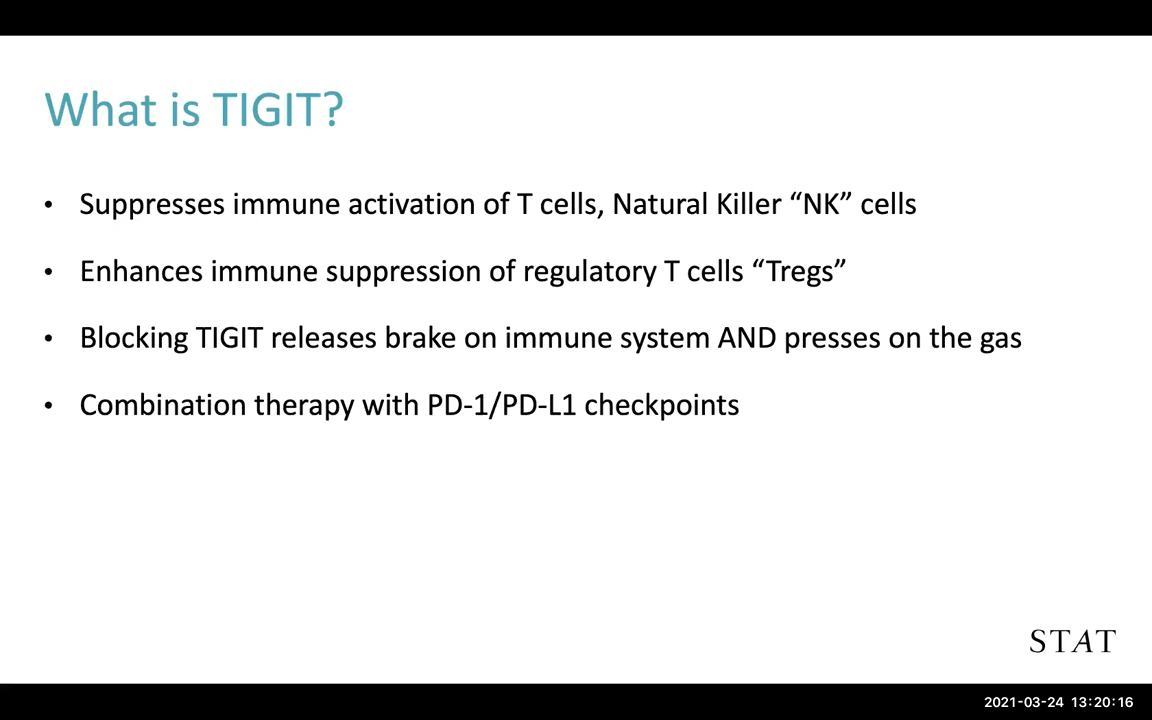 What is TIGIT?
• Suppresses immune activation of T cells, Natural Killer “NK” cells
• Enhances immune suppression of regulatory T cells “Tregs”
• Blocking TIGIT releases brake on immune system AND presses on the gas
• Combination therapy with PD-1/PD-L1 checkpoints
STAT
2021-03-24 13:20:16